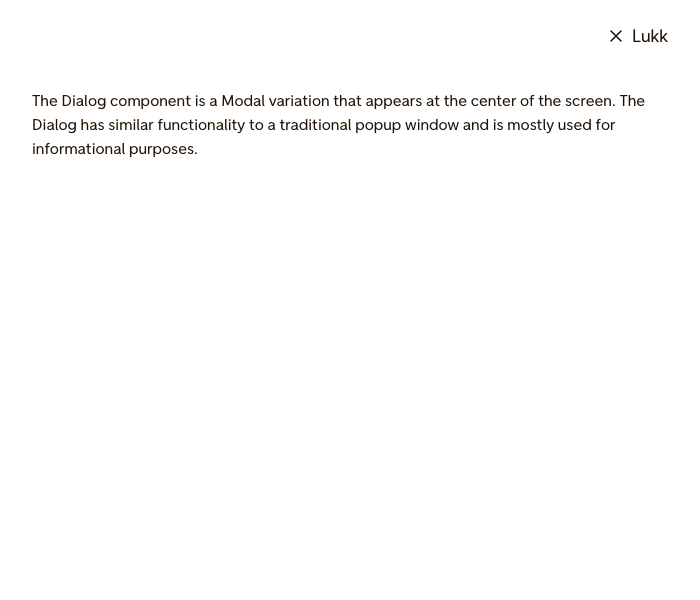 Lukk
The Dialog component is a Modal variation that appears at the center of the screen. The
Dialog has similar functionality to a traditional popup window and is mostly used for
informational purposes.